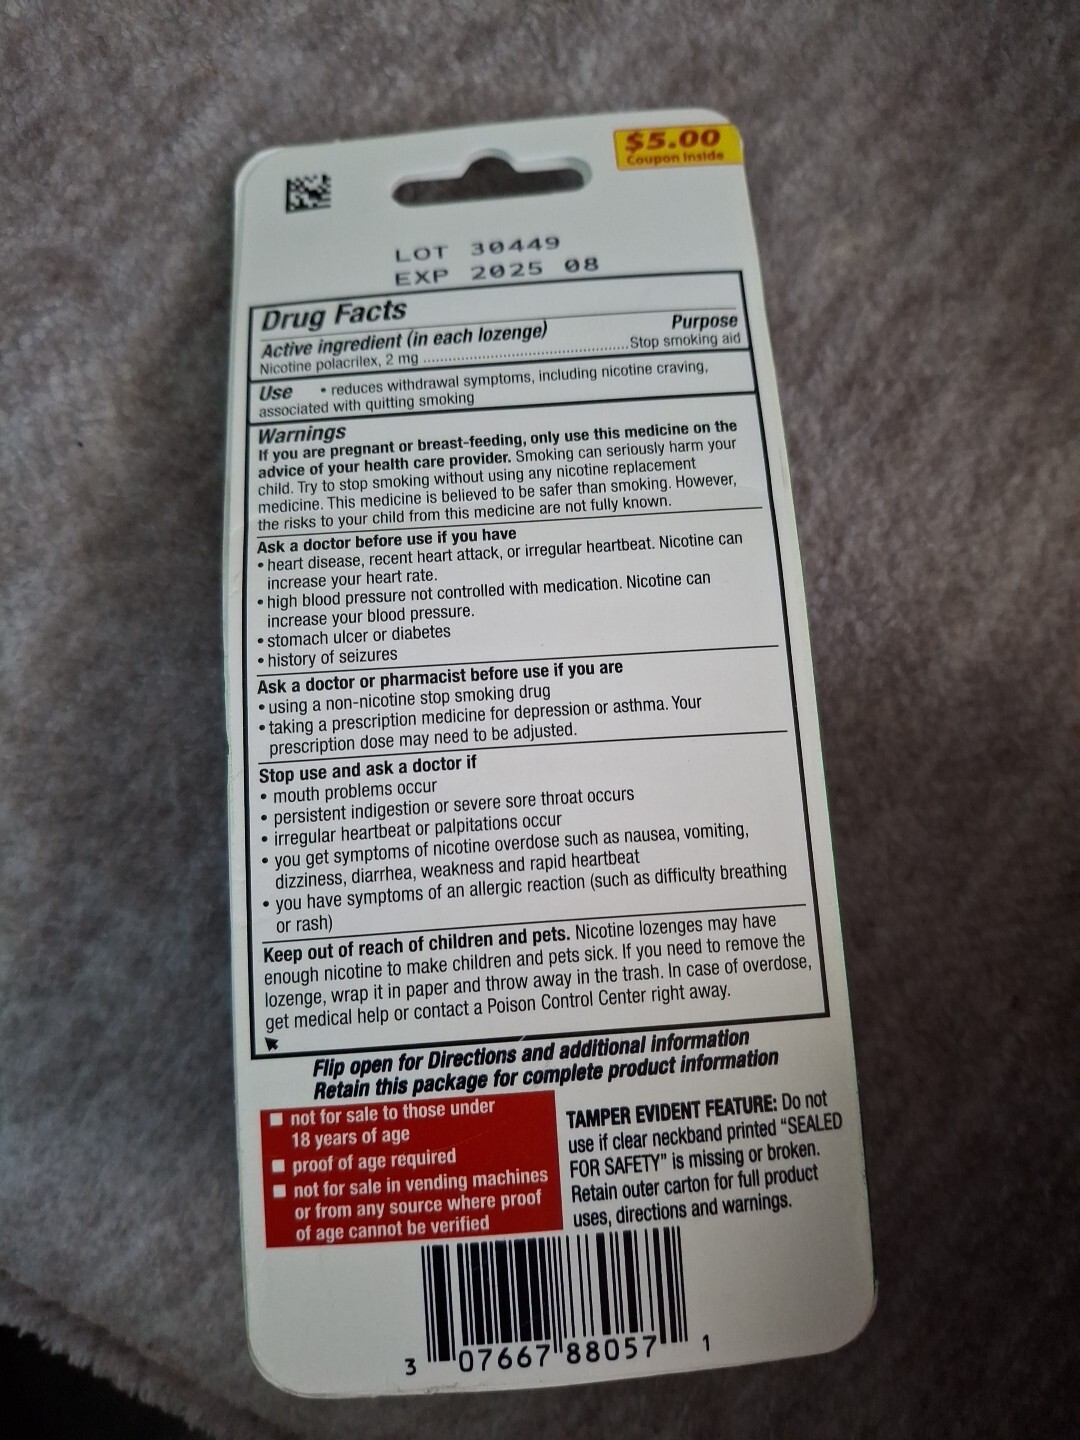 $5.00
Coupon Inside
LOT 30449
EXP 2025 08
Drug Facts
Active ingredient (in each lozenge) Purpose
Nicotine polacrilex, 2 mg ........................................................ Stop smoking aid
Use • reduces withdrawal symptoms, including nicotine craving,
associated with quitting smoking
Warnings
If you are pregnant or breast-feeding, only use this medicine on the
advice of your health care provider. Smoking can seriously harm your
child. Try to stop smoking without using any nicotine replacement
medicine. This medicine is believed to be safer than smoking. However,
the risks to your child from this medicine are not fully known.
Ask a doctor before use if you have
• heart disease, recent heart attack, or irregular heartbeat. Nicotine can
increase your heart rate.
• high blood pressure not controlled with medication. Nicotine can
increase your blood pressure.
• stomach ulcer or diabetes
• history of seizures
Ask a doctor or pharmacist before use if you are
• using a non-nicotine stop smoking drug
• taking a prescription medicine for depression or asthma. Your
prescription dose may need to be adjusted.
Stop use and ask a doctor if
• mouth problems occur
• persistent indigestion or severe sore throat occurs
• irregular heartbeat or palpitations occur
• you get symptoms of nicotine overdose such as nausea, vomiting,
dizziness, diarrhea, weakness and rapid heartbeat
• you have symptoms of an allergic reaction (such as difficulty breathing
or rash)
Keep out of reach of children and pets. Nicotine lozenges may have
enough nicotine to make children and pets sick. If you need to remove the
lozenge, wrap it in paper and throw away in the trash. In case of overdose,
get medical help or contact a Poison Control Center right away.
Flip open for Directions and additional information
Retain this package for complete product information
■ not for sale to those under
18 years of age
■ proof of age required
■ not for sale in vending machines
or from any source where proof
of age cannot be verified
TAMPER EVIDENT FEATURE: Do not
use if clear neckband printed "SEALED
FOR SAFETY" is missing or broken.
Retain outer carton for full product
uses, directions and warnings.
3 07667 88057 1